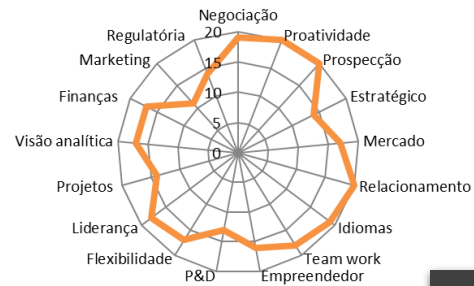 Negociação
20
Regulatória
Proatividade
Marketing
15
Prospecção
10
Finanças
Estratégico
5
Visão analítica
0
Mercado
Projetos
Relacionamento
Liderança
Idiomas
Flexibilidade
Team work
P&D
Empreendedor